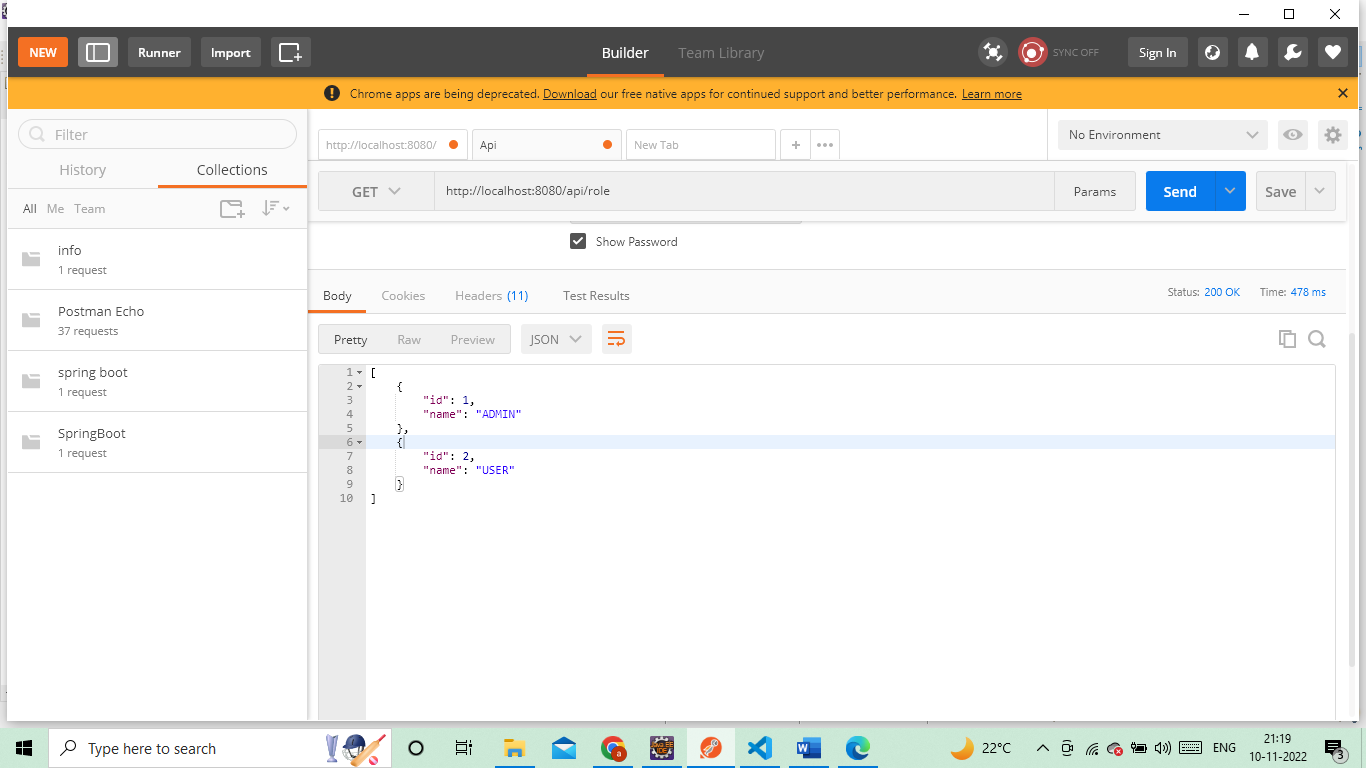 NEW
Runner
Import
Builder
Team Library
SYNC OFF
Sign In
Chrome apps are being deprecated. Download our free native apps for continued support and better performance. Learn more
Filter
History
Collections
All Me Team
info
1 request
Postman Echo
37 requests
spring boot
1 request
SpringBoot
1 request
http://localhost:8080/
Api
New Tab
No Environment
GET
http://localhost:8080/api/role
Params
Send
Save
Show Password
Body
Cookies
Headers (11)
Test Results
Status: 200 OK
Time: 478 ms
Pretty
Raw
Preview
JSON
1 [
2 {
3 "id": 1,
4 "name": "ADMIN"
5 },
6 {
7 "id": 2,
8 "name": "USER"
9 }
10 ]
Type here to search
22°C
ENG
21:19
10-11-2022
3